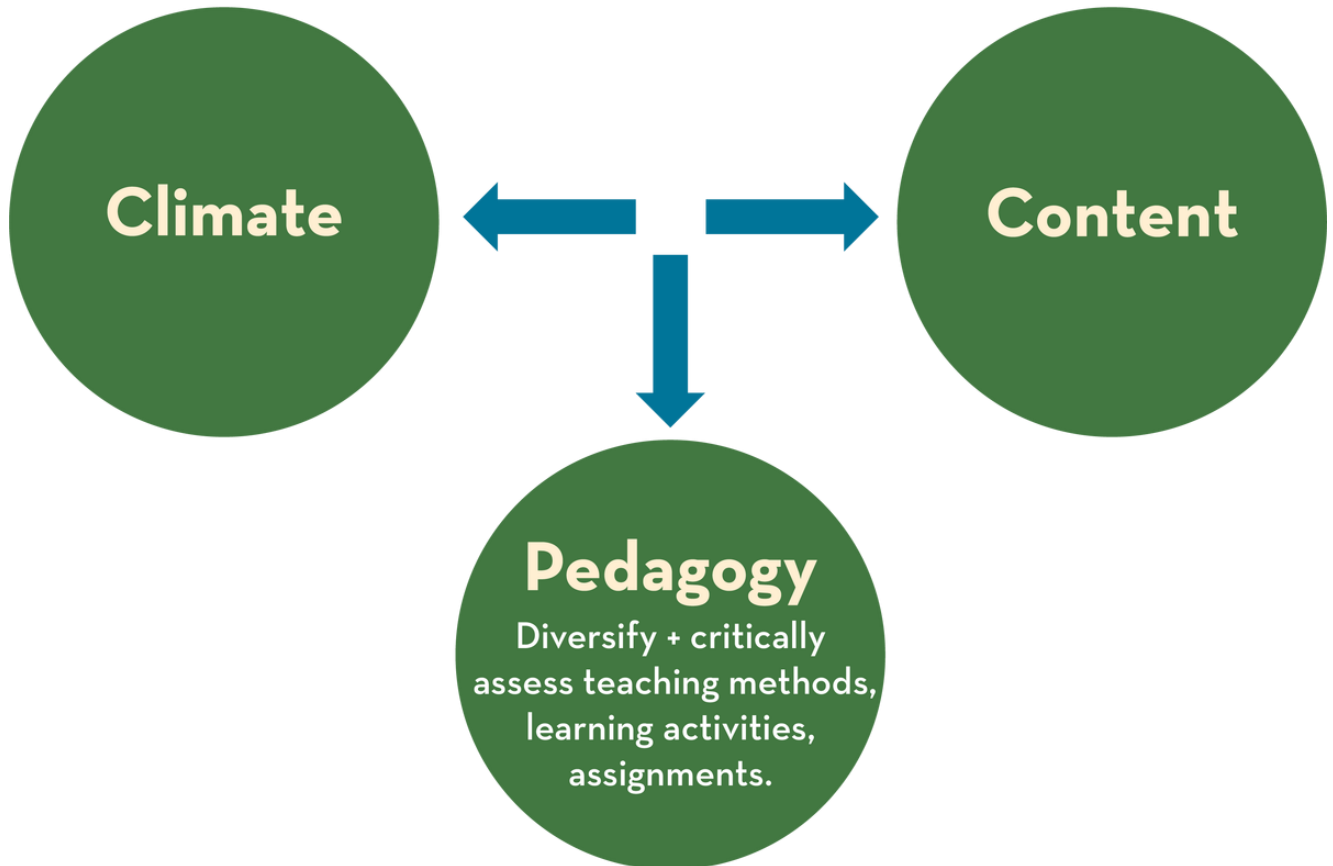 Climate
Content
Pedagogy
Diversify + critically
assess teaching methods,
learning activities,
assignments.